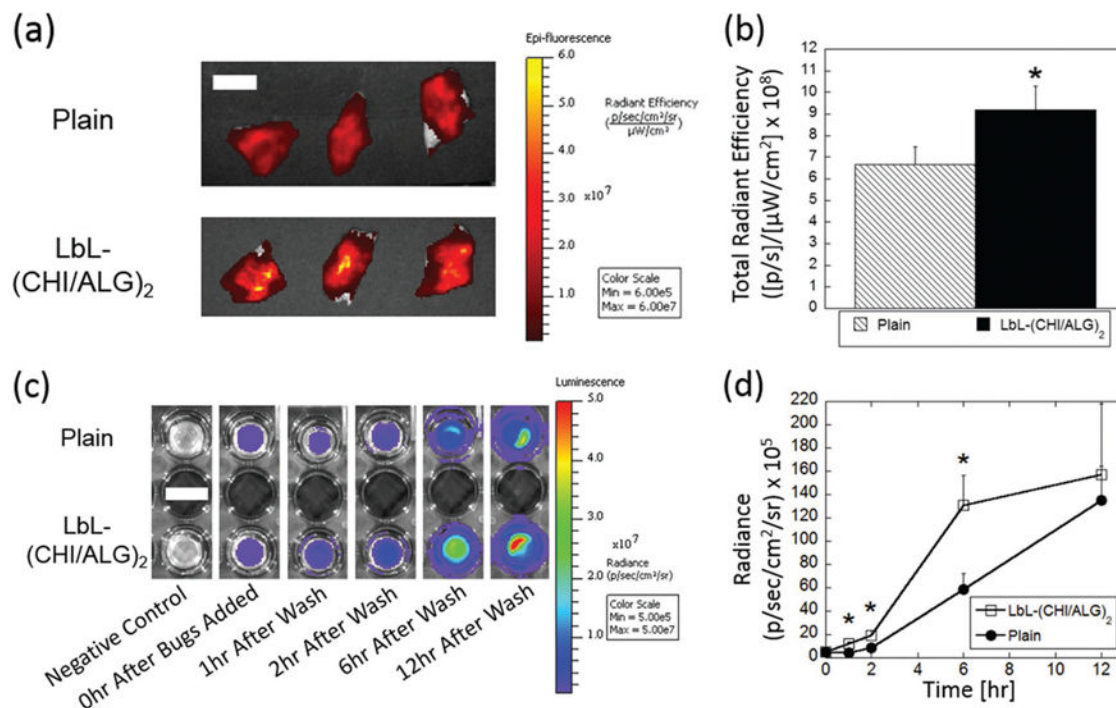 (a)
Plain
LbL-
(CHI/ALG)2
Epi-fluorescence
6.0
5.0
4.0
3.0
2.0
1.0
x10⁷
Radiant Efficiency
(p/sec/cm²/sr
μW/cm²)
Color Scale
Min = 6.00e5
Max = 6.00e7
(b)
Total Radiant Efficiency
([p/s]/[μW/cm²] x 10⁸)
12
11
10
9
8
7
6
5
4
3
2
1
0
*
Plain
LbL-(CHI/ALG)₂
(c)
Plain
LbL-
(CHI/ALG)₂
Negative Control
0hr After Bugs Added
1hr After Wash
2hr After Wash
6hr After Wash
12hr After Wash
Luminescence
5.0
4.0
3.0
2.0
1.0
x10⁷
Radiance
(p/sec/cm²/sr)
Color Scale
Min = 5.00e5
Max = 5.00e7
(d)
Radiance
(p/sec/cm²/sr) x 10⁵
220
200
180
160
140
120
100
80
60
40
20
0
* * *
LbL-(CHI/ALG)₂
Plain
0 2 4 6 8 10 12
Time [hr]